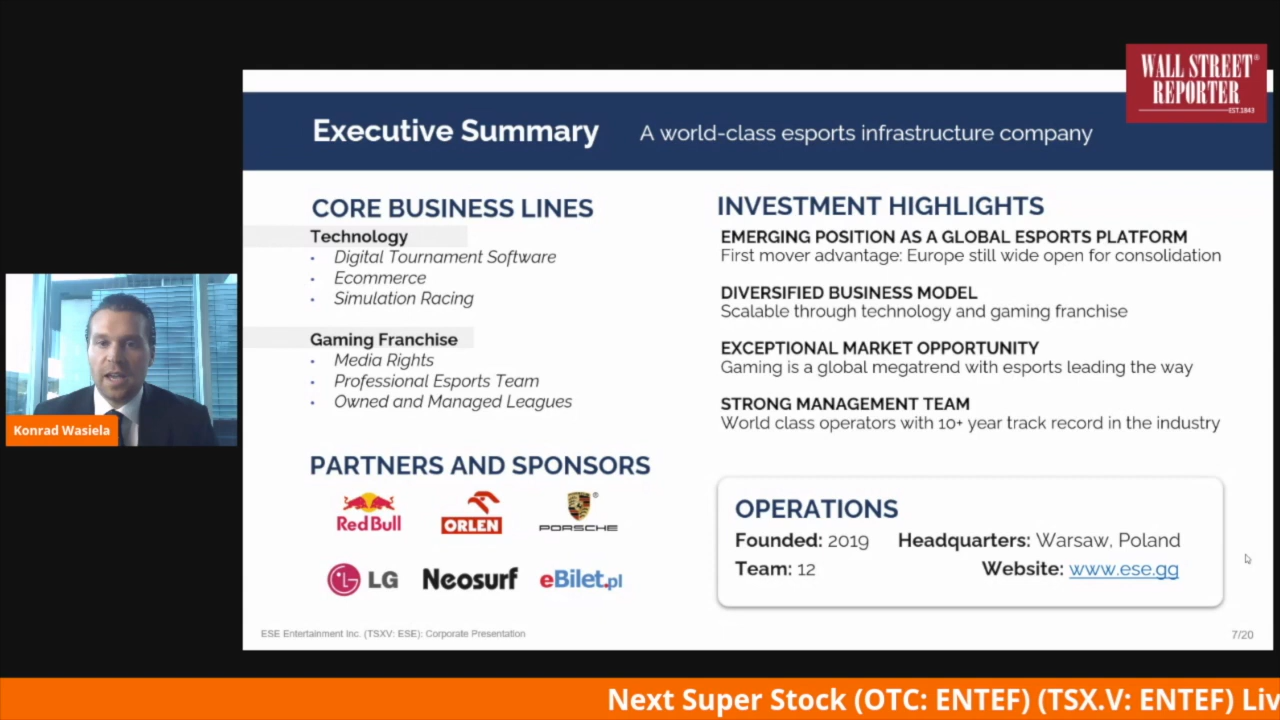 WALL STREET®
REPORTER
EST.1843
Executive Summary
A world-class esports infrastructure company
CORE BUSINESS LINES
Technology
• Digital Tournament Software
• Ecommerce
• Simulation Racing
Gaming Franchise
• Media Rights
• Professional Esports Team
• Owned and Managed Leagues
PARTNERS AND SPONSORS
Red Bull
ORLEN
PORSCHE®
LG
Neosurf
eBilet.pl
INVESTMENT HIGHLIGHTS
EMERGING POSITION AS A GLOBAL ESPORTS PLATFORM
First mover advantage: Europe still wide open for consolidation
DIVERSIFIED BUSINESS MODEL
Scalable through technology and gaming franchise
EXCEPTIONAL MARKET OPPORTUNITY
Gaming is a global megatrend with esports leading the way
STRONG MANAGEMENT TEAM
World class operators with 10+ year track record in the industry
OPERATIONS
Founded: 2019 Headquarters: Warsaw, Poland
Team: 12 Website: www.ese.gg
Konrad Wasiela
ESE Entertainment Inc. (TSXV: ESE): Corporate Presentation
7/20
Next Super Stock (OTC: ENTEF) (TSX.V: ENTEF) Liv